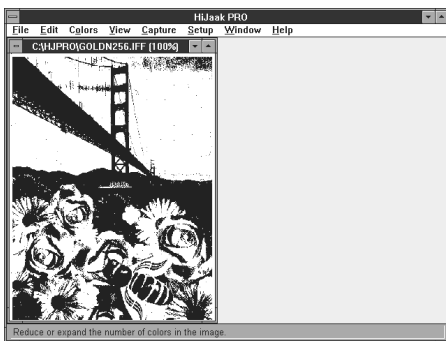 HiJaak PRO
File Edit Colors View Capture Setup Window Help
C:\HJPRO\GOLDN256.IFF (100%)
Reduce or expand the number of colors in the image.